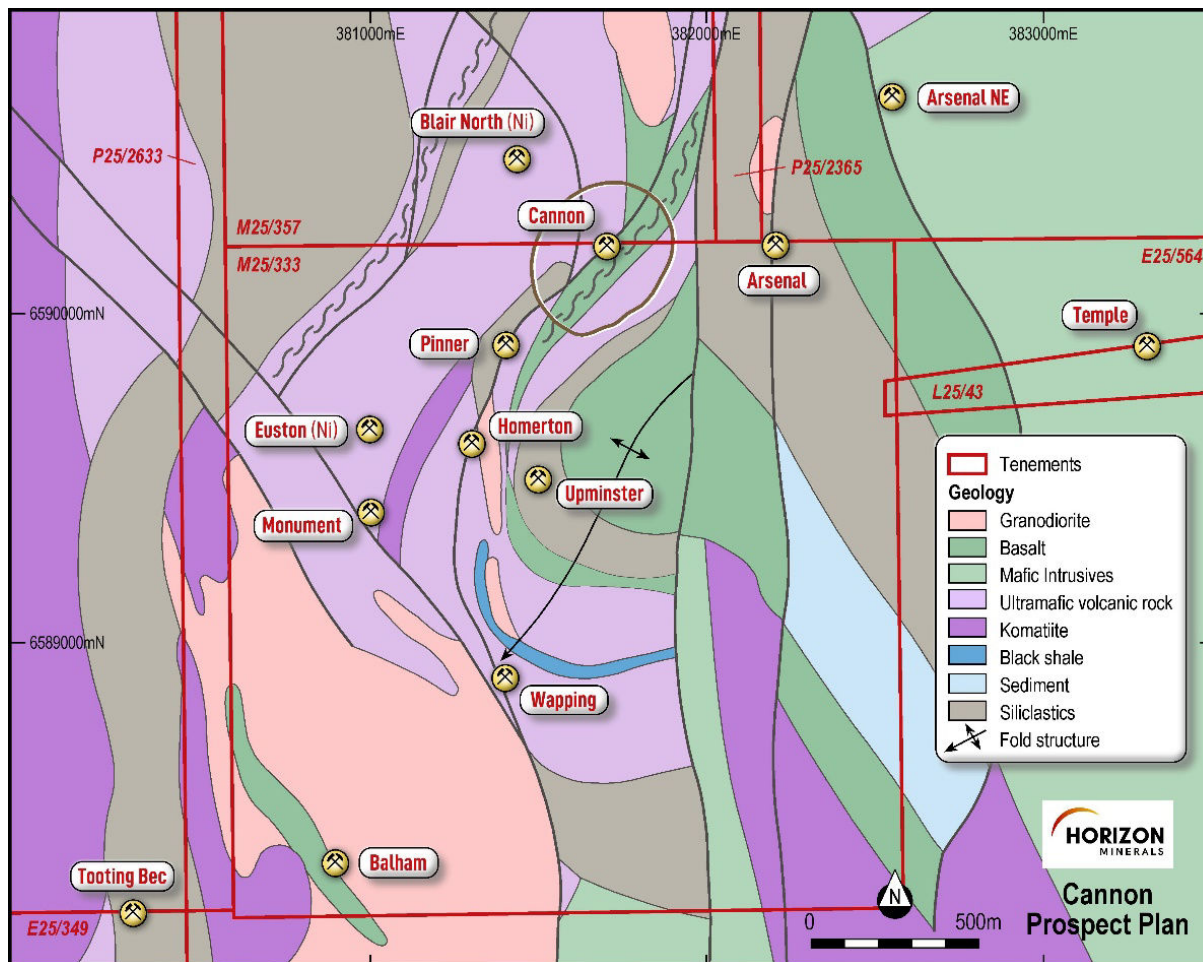 381000mE
382000mE
383000mE
Arsenal NE
Blair North (Ni)
P25/2633
P25/2365
Cannon
M25/357
M25/333
E25/564
Arsenal
6590000mN
Temple
Pinner
L25/43
Euston (Ni)
Homerton
Upminster
Monument
Tenements
Geology
Granodiorite
Basalt
Mafic Intrusives
Ultramafic volcanic rock
Komatiite
Black shale
Sediment
Siliclastics
Fold structure
6589000mN
Wapping
HORIZON
MINERALS
Balham
Tooting Bec
E25/349
N
0 500m
Cannon
Prospect Plan